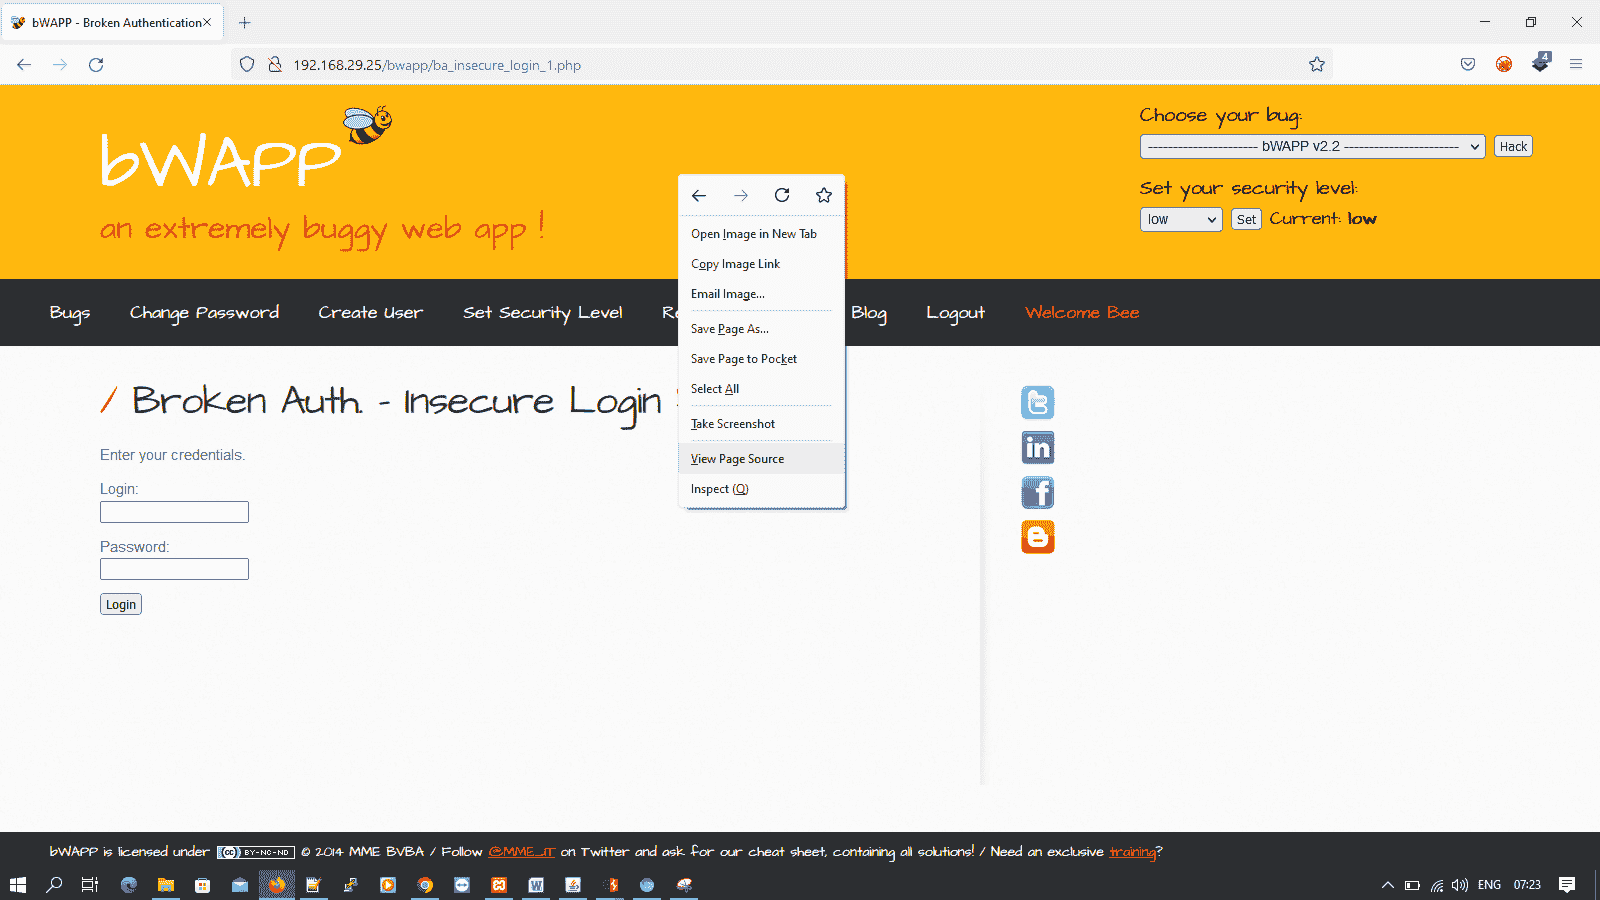 bWAPP - Broken Authentication
192.168.29.25/bwapp/ba_insecure_login_1.php
4
bWAPP
an extremely buggy web app !
Choose your bug:
---------------------- bWAPP v2.2 ----------------------- Hack
Set your security level:
low Set Current: low
Open Image in New Tab
Copy Image Link
Email Image...
Save Page As...
Save Page to Pocket
Select All
Take Screenshot
View Page Source
Inspect (Q)
Bugs Change Password Create User Set Security Level Blog Logout Welcome Bee
/ Broken Auth. - Insecure Login
Enter your credentials.
Login:
Password:
Login
bWAPP is licensed under cc BY-NC-ND © 2014 MME BVBA / Follow @MME_IT on Twitter and ask for our cheat sheet, containing all solutions! / Need an exclusive training?
ENG 07:23